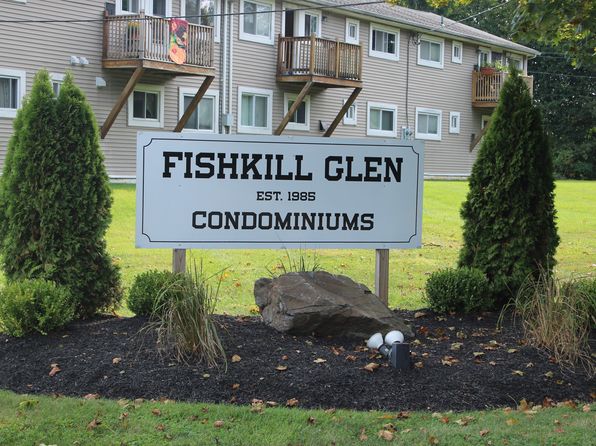 FISHKILL GLEN
EST. 1985
CONDOMINIUMS